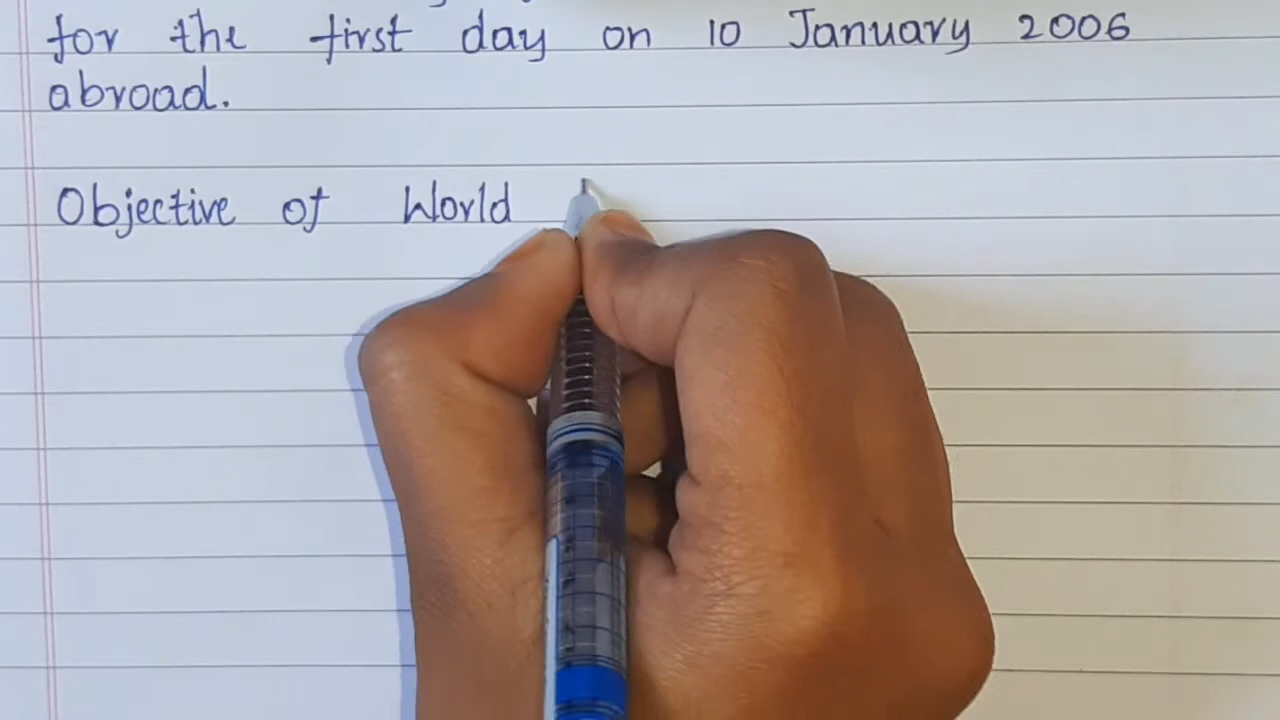 for the first day on 10 January 2006
abroad.
Objective of World